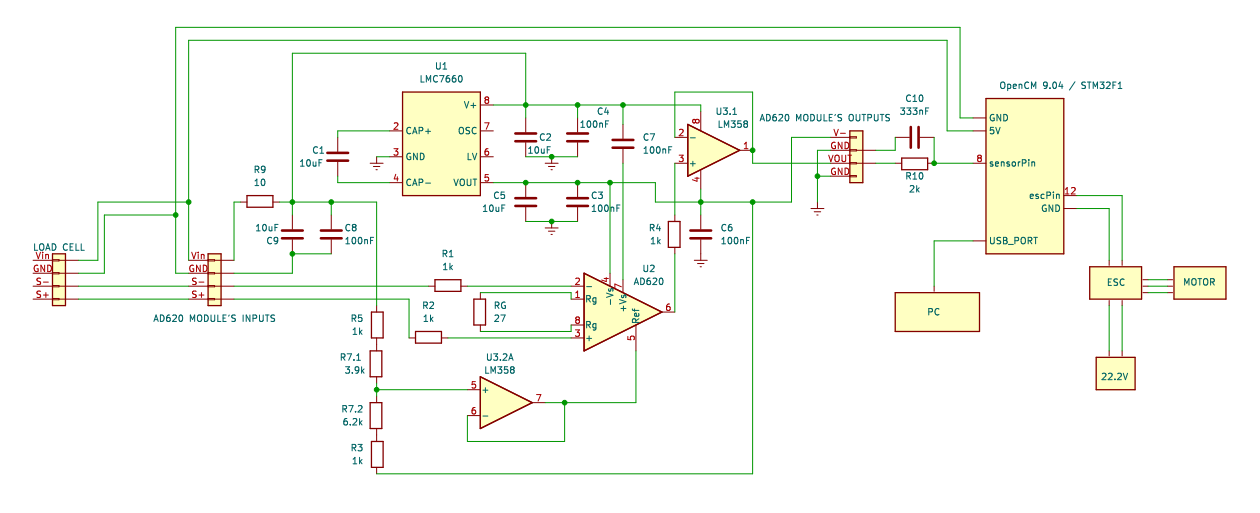 OpenCM 9.04 / STM32F1
GND
5V
8 sensorPin
escPin 12
GND
USB_PORT
U1
LMC7660
V+ 8
2 CAP+
OSC 7
3 GND
LV 6
4 CAP-
VOUT 5
C1
10uF
C2
10uF
C4
100nF
C7
100nF
U3.1
LM358
8
2 −
3 +
1
4
AD620 MODULE'S OUTPUTS
V-
GND
VOUT
GND
C10
333nF
R10
2k
R9
10
10uF
C9
C8
100nF
C5
10uF
C3
100nF
R4
1k
C6
100nF
LOAD CELL
Vin
GND
S-
S+
Vin
GND
S-
S+
AD620 MODULE'S INPUTS
R1
1k
R2
1k
RG
27
U2
AD620
2 −
1 Rg
8 Rg
3 +
4 −Vs
7 +Vs
6
5 Ref
R5
1k
R7.1
3.9k
R7.2
6.2k
R3
1k
U3.2A
LM358
5 +
6 −
7
PC
ESC
MOTOR
22.2V